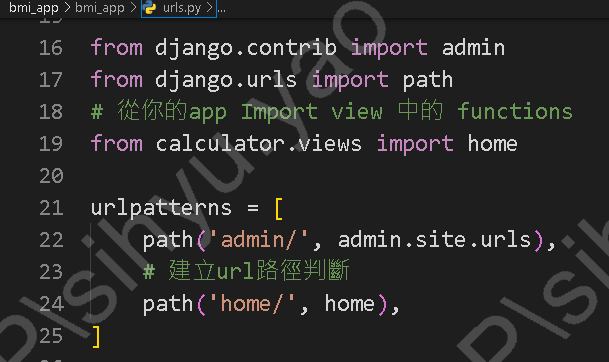 bmi_app > bmi_app > urls.py > ...
16 from django.contrib import admin
17 from django.urls import path
18 # 從你的app Import view 中的 functions
19 from calculator.views import home
20
21 urlpatterns = [
22     path('admin/', admin.site.urls),
23     # 建立url路徑判斷
24     path('home/', home),
25 ]
P\sihyu.yao
P\sih